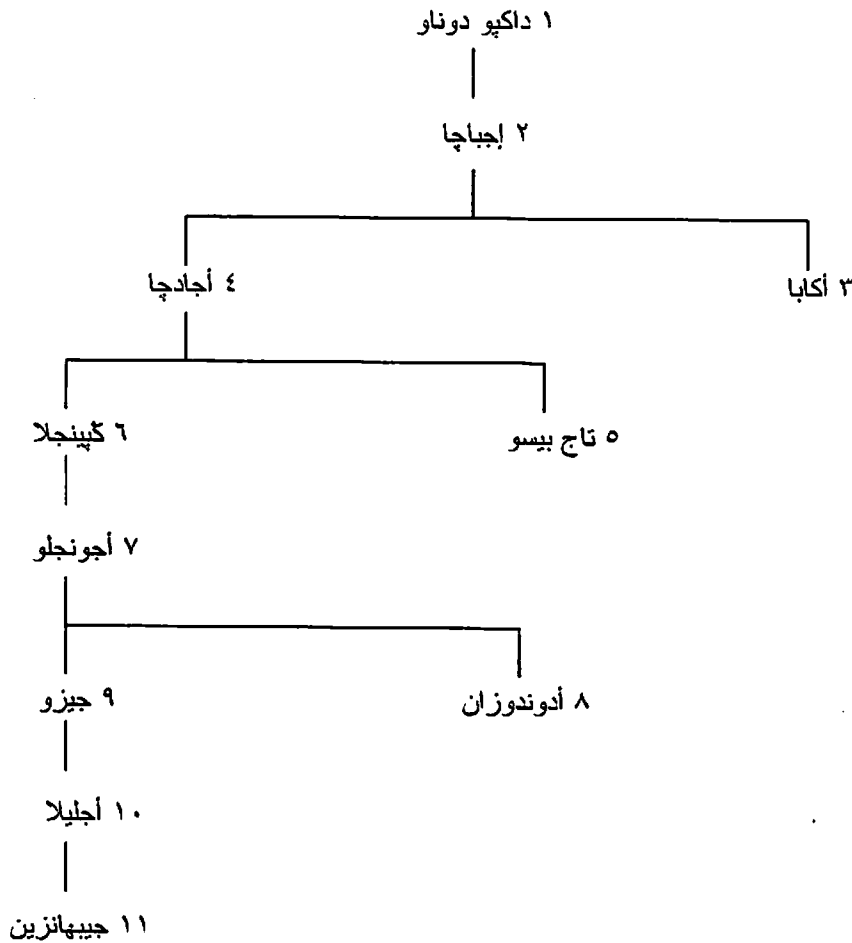 ١ داكپو دوناو
٢ إجباچا
٣ أكابا
٤ أجادچا
٥ تاج بيسو
٦ گپينجلا
٧ أجونجلو
٨ أدوندوزان
٩ جيزو
١٠ أجليلا
١١ جيبهانزين